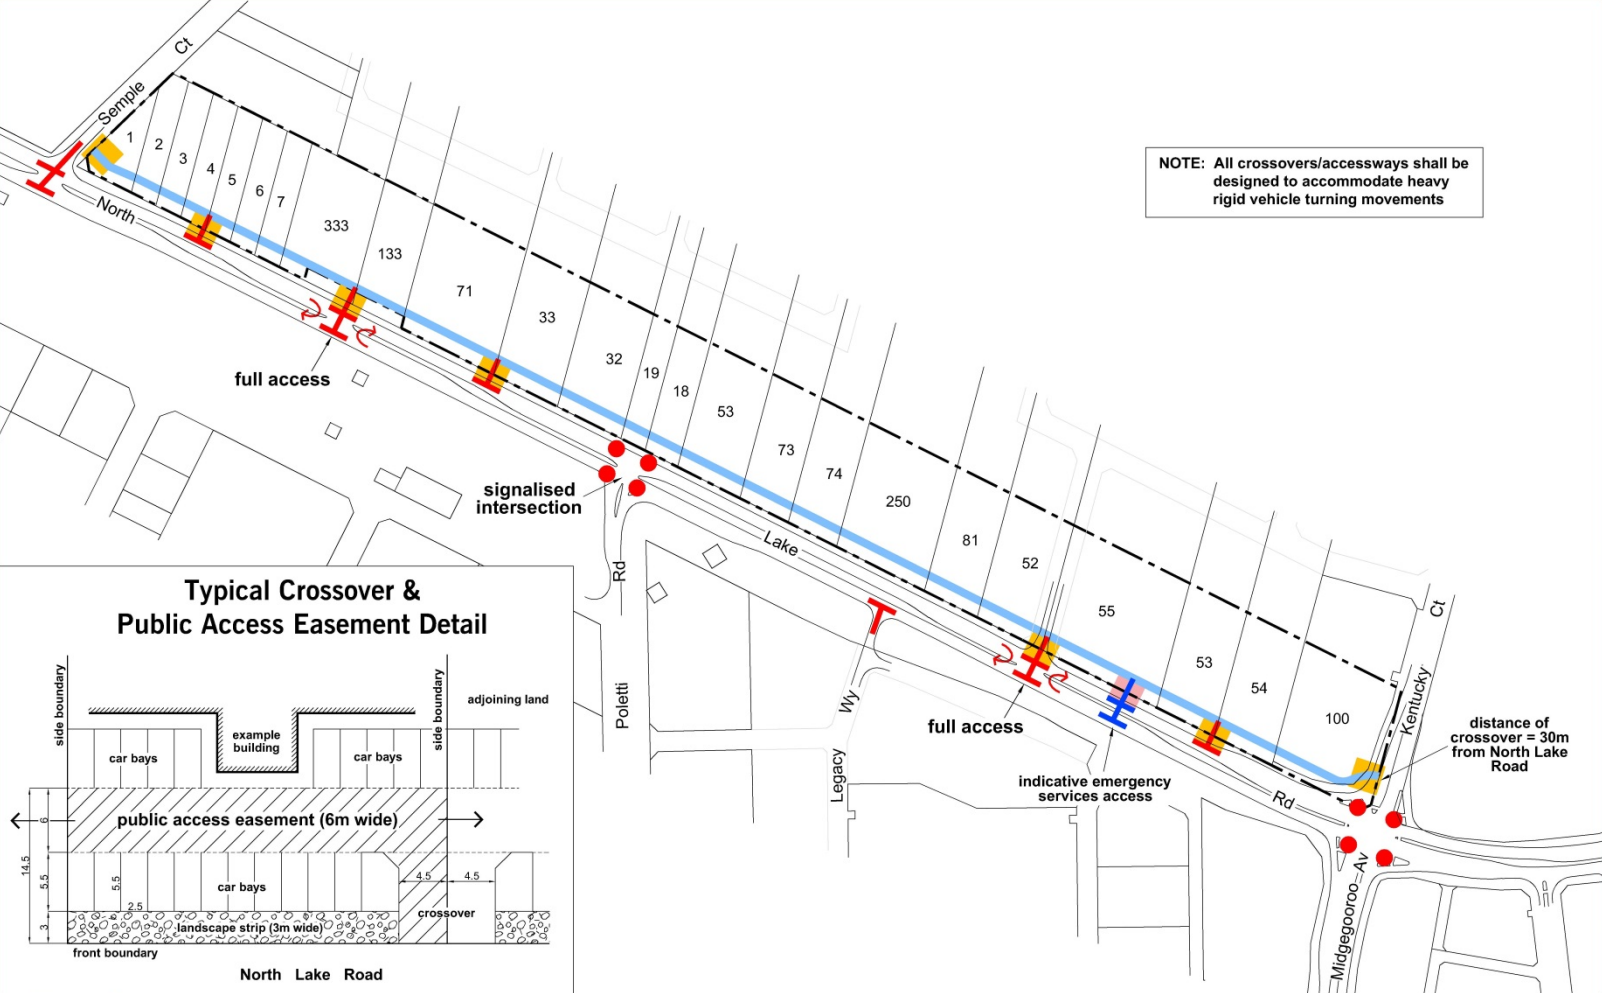 Semple
Ct
NOTE: All crossovers/accessways shall be
designed to accommodate heavy
rigid vehicle turning movements
1
2
3
4
5
6
7
333
133
71
33
32
19
18
53
73
74
250
81
52
55
53
54
100
North
Lake
Rd
full access
signalised
intersection
Poletti
Rd
Legacy
Wy
full access
indicative emergency
services access
Kentucky
Ct
distance of
crossover = 30m
from North Lake
Road
Midgegooroo
Av
Typical Crossover &
Public Access Easement Detail
side boundary
side boundary
adjoining land
example
building
car bays
car bays
public access easement (6m wide)
6
14.5
5.5
5.5
car bays
4.5
4.5
2.5
crossover
3
landscape strip (3m wide)
front boundary
North Lake Road